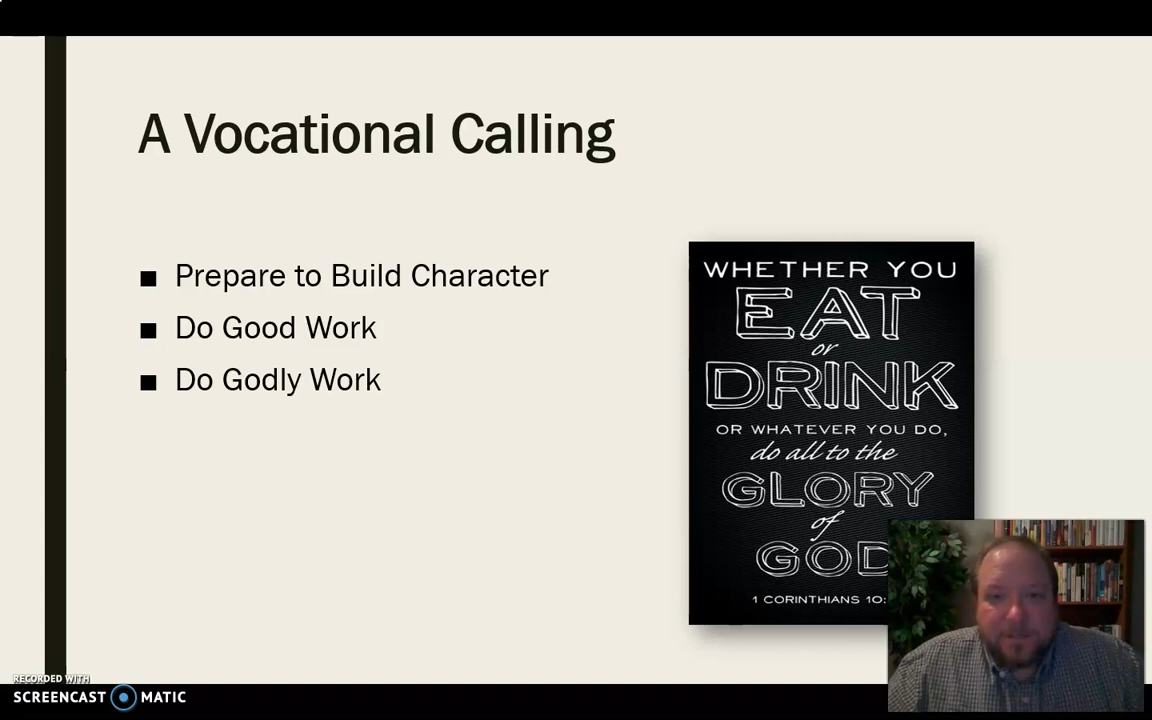 A Vocational Calling
■ Prepare to Build Character
■ Do Good Work
■ Do Godly Work
WHETHER YOU
EAT
or
DRINK
OR WHATEVER YOU DO,
do all to the
GLORY
of
GOD
1 CORINTHIANS 10:
RECORDED WITH
SCREENCAST MATIC